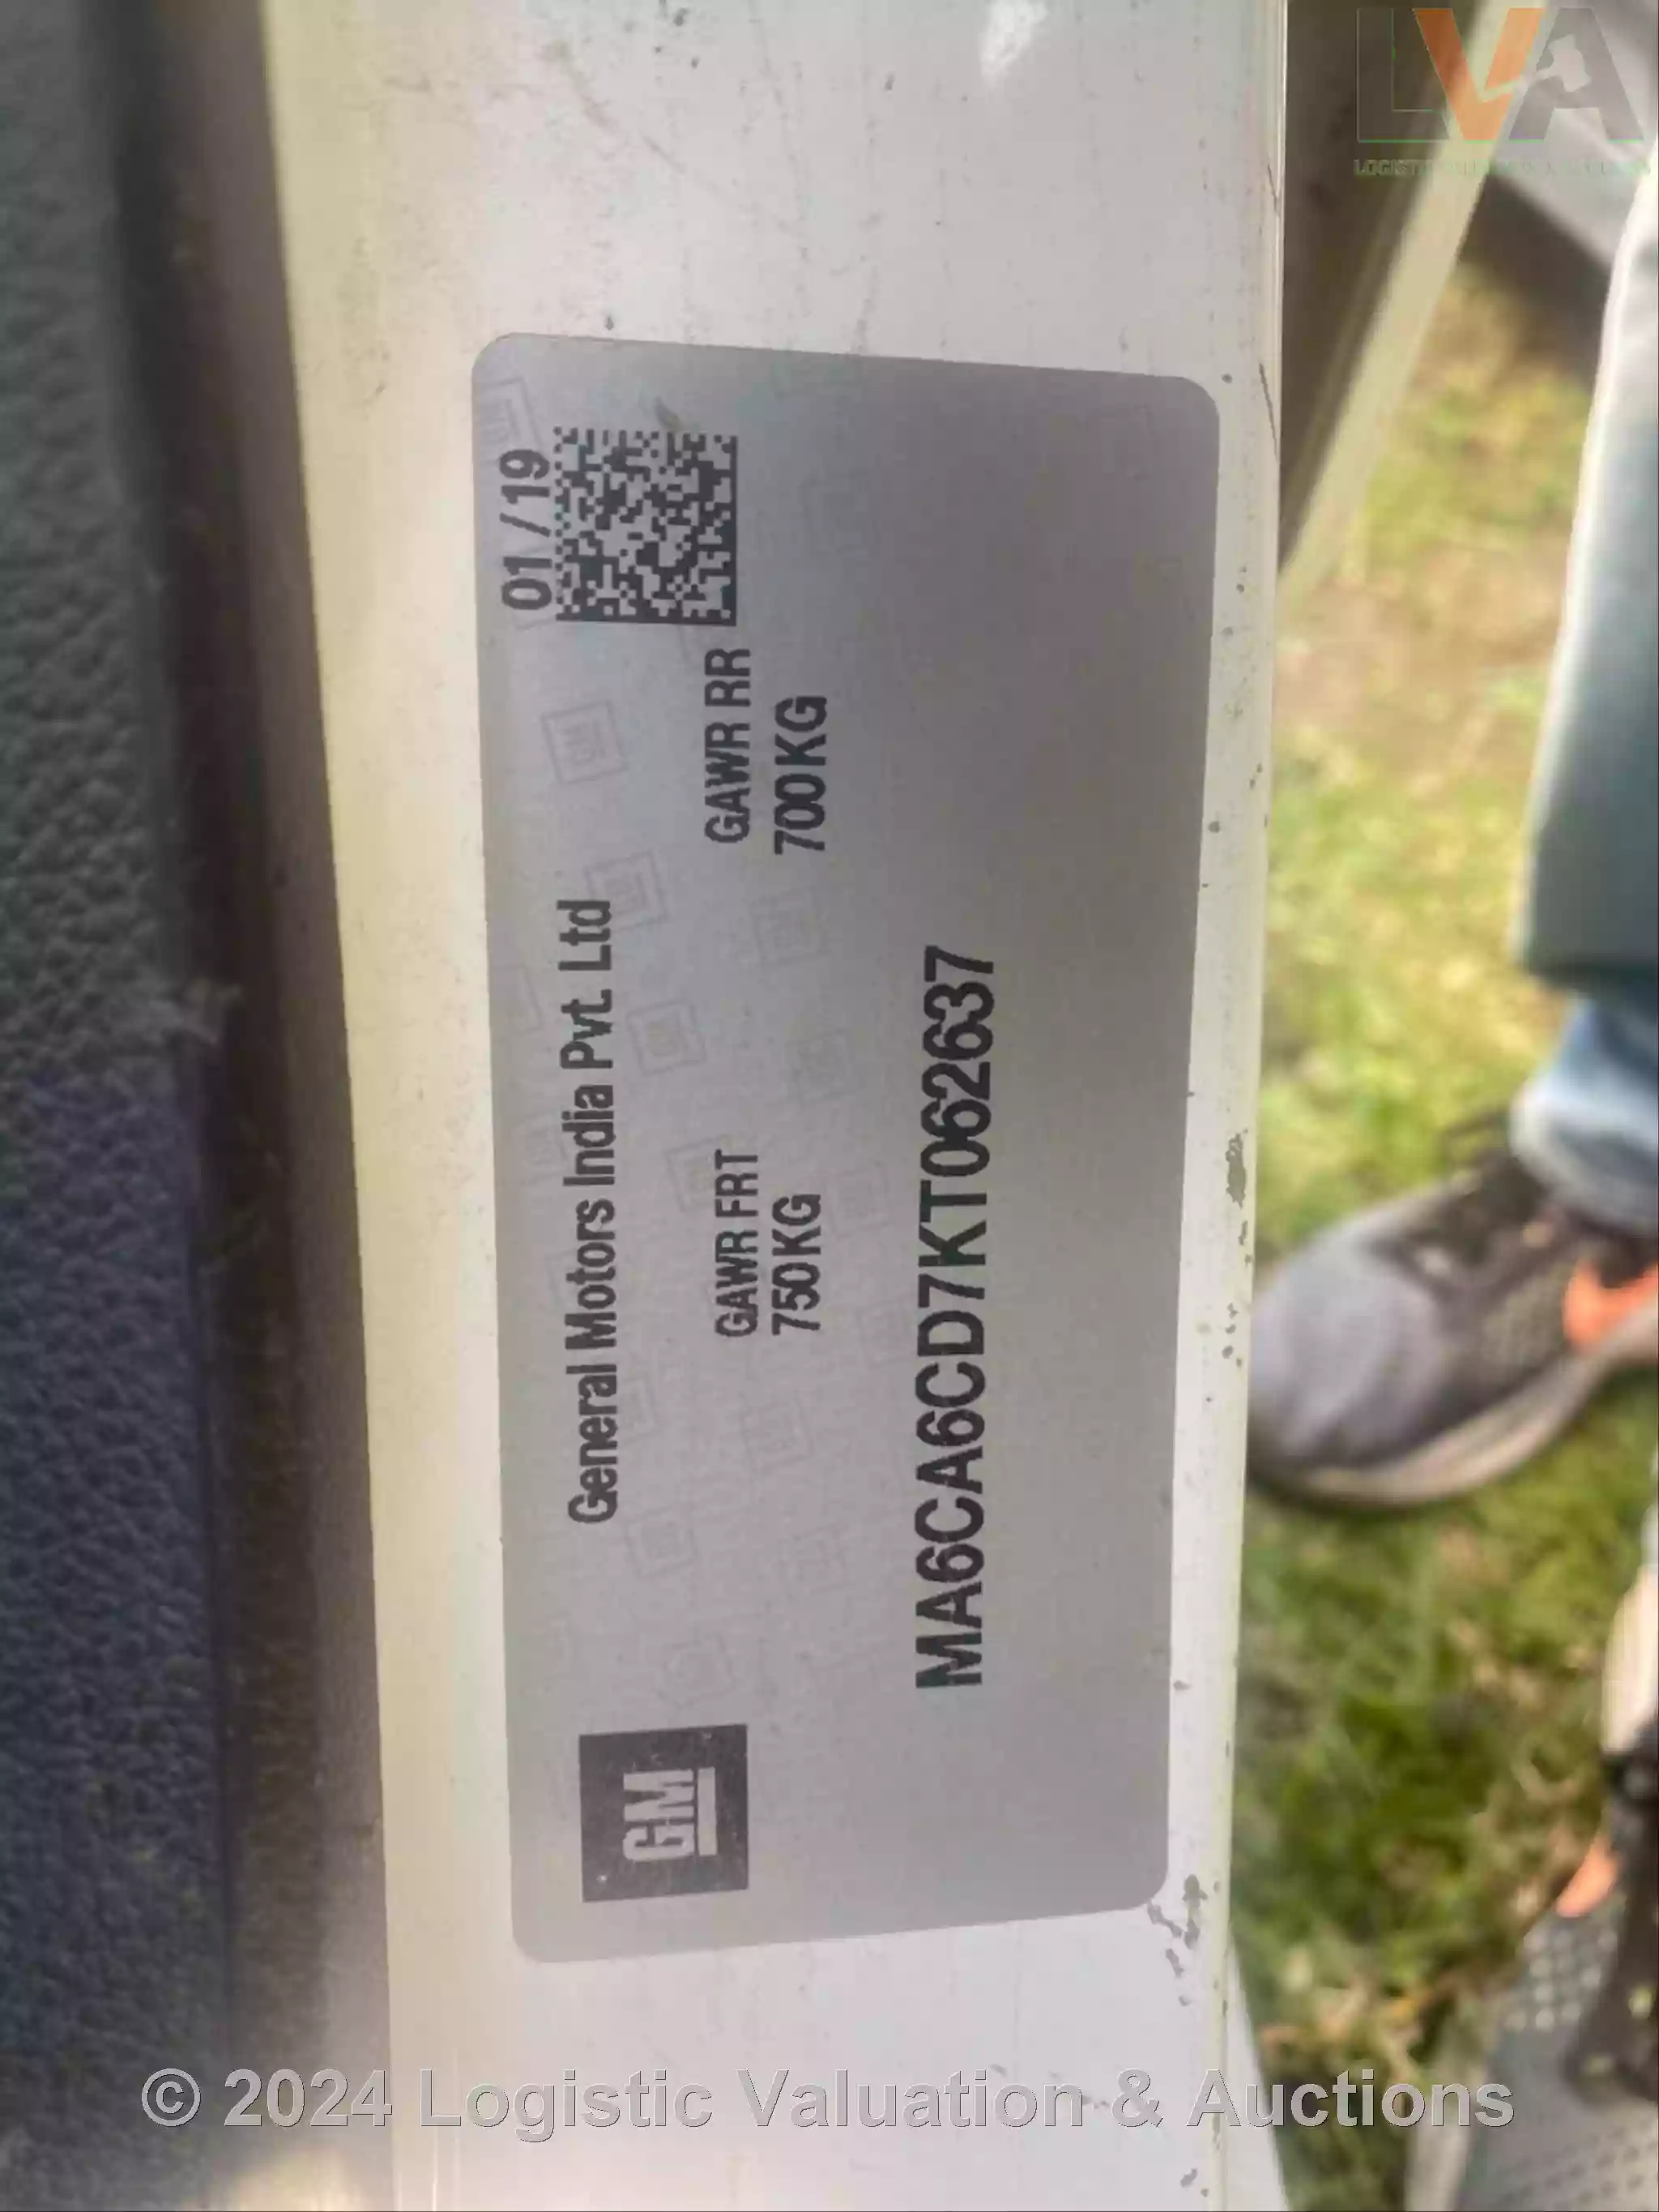 LVA
01/19
General Motors India Pvt. Ltd
GM
GAWR FRT
750KG
GAWR RR
700KG
MA6CA6CD7KT062637
© 2024 Logistic Valuation & Auctions